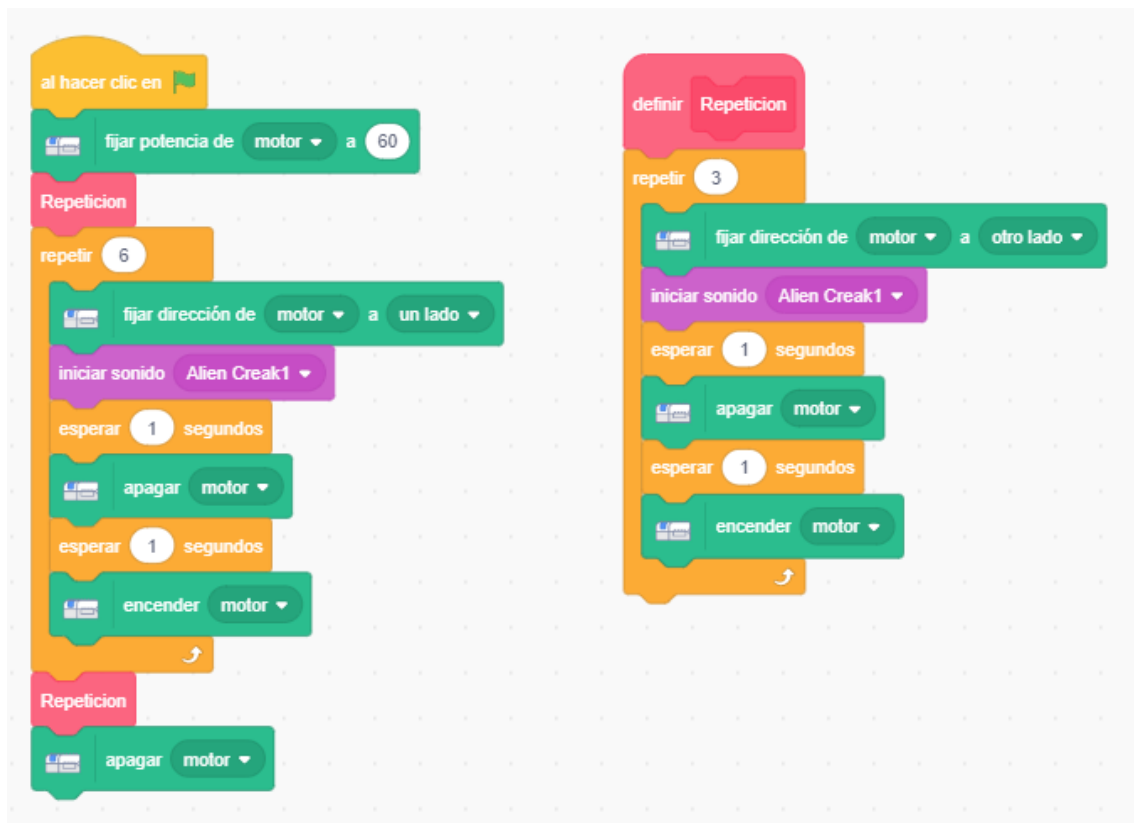 al hacer clic en
fijar potencia de motor a 60
Repeticion
repetir 6
fijar dirección de motor a un lado
iniciar sonido Alien Creak1
esperar 1 segundos
apagar motor
esperar 1 segundos
encender motor
Repeticion
apagar motor
definir Repeticion
repetir 3
fijar dirección de motor a otro lado
iniciar sonido Alien Creak1
esperar 1 segundos
apagar motor
esperar 1 segundos
encender motor